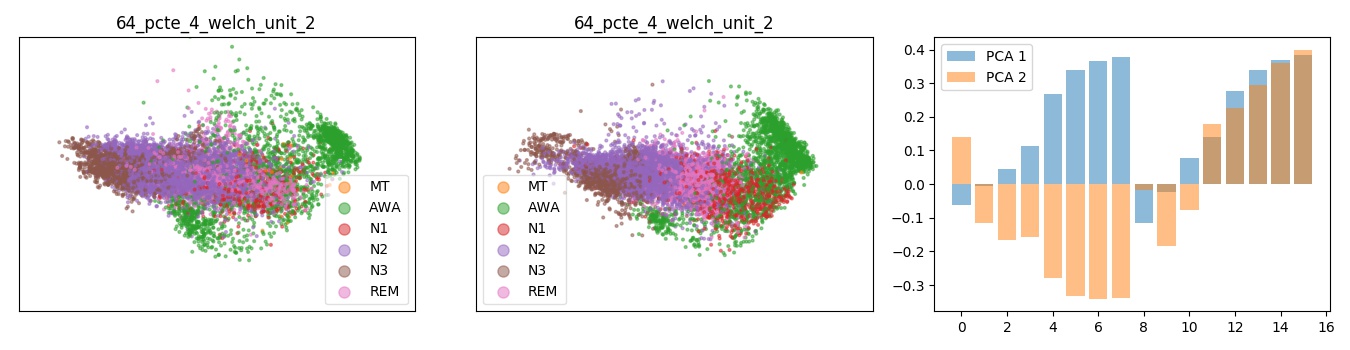 64_pcte_4_welch_unit_2
MT
AWA
N1
N2
N3
REM
64_pcte_4_welch_unit_2
MT
AWA
N1
N2
N3
REM
PCA 1
PCA 2
0.4
0.3
0.2
0.1
0.0
−0.1
−0.2
−0.3
0 2 4 6 8 10 12 14 16